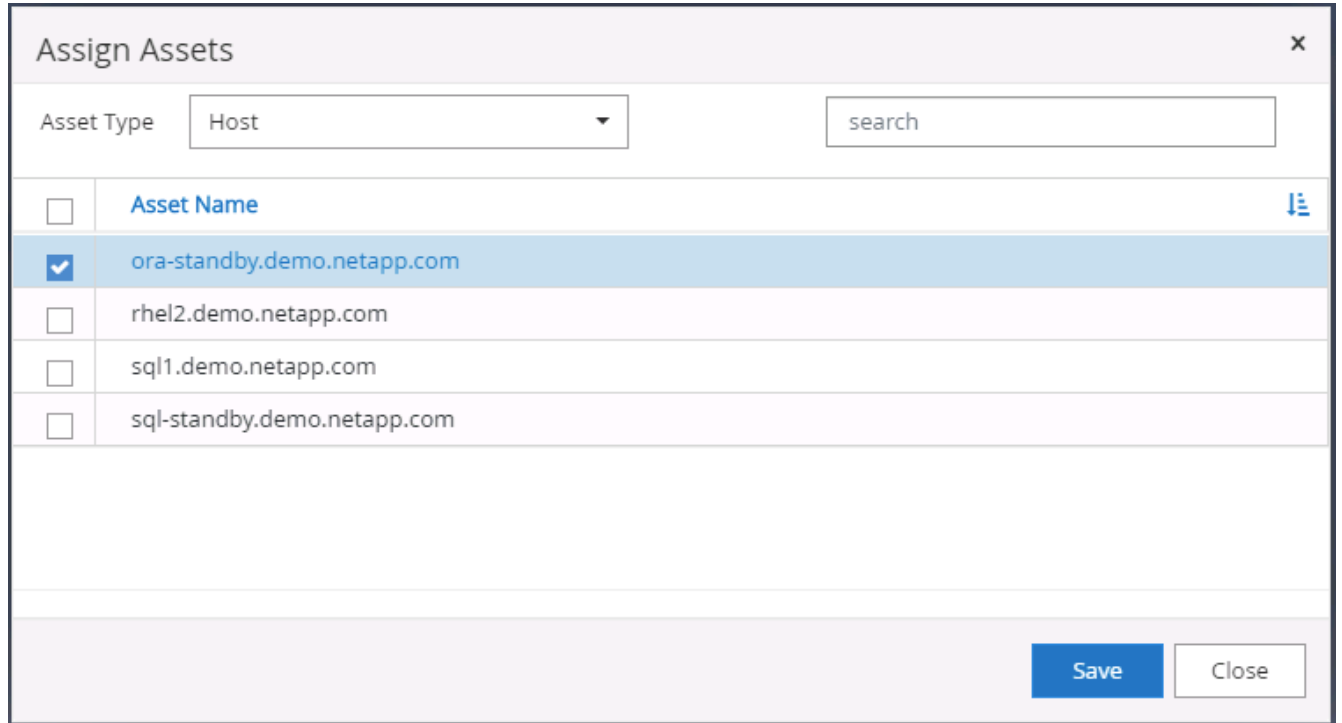 Assign Assets
Asset Type Host search
Asset Name
ora-standby.demo.netapp.com
rhel2.demo.netapp.com
sql1.demo.netapp.com
sql-standby.demo.netapp.com
Save Close